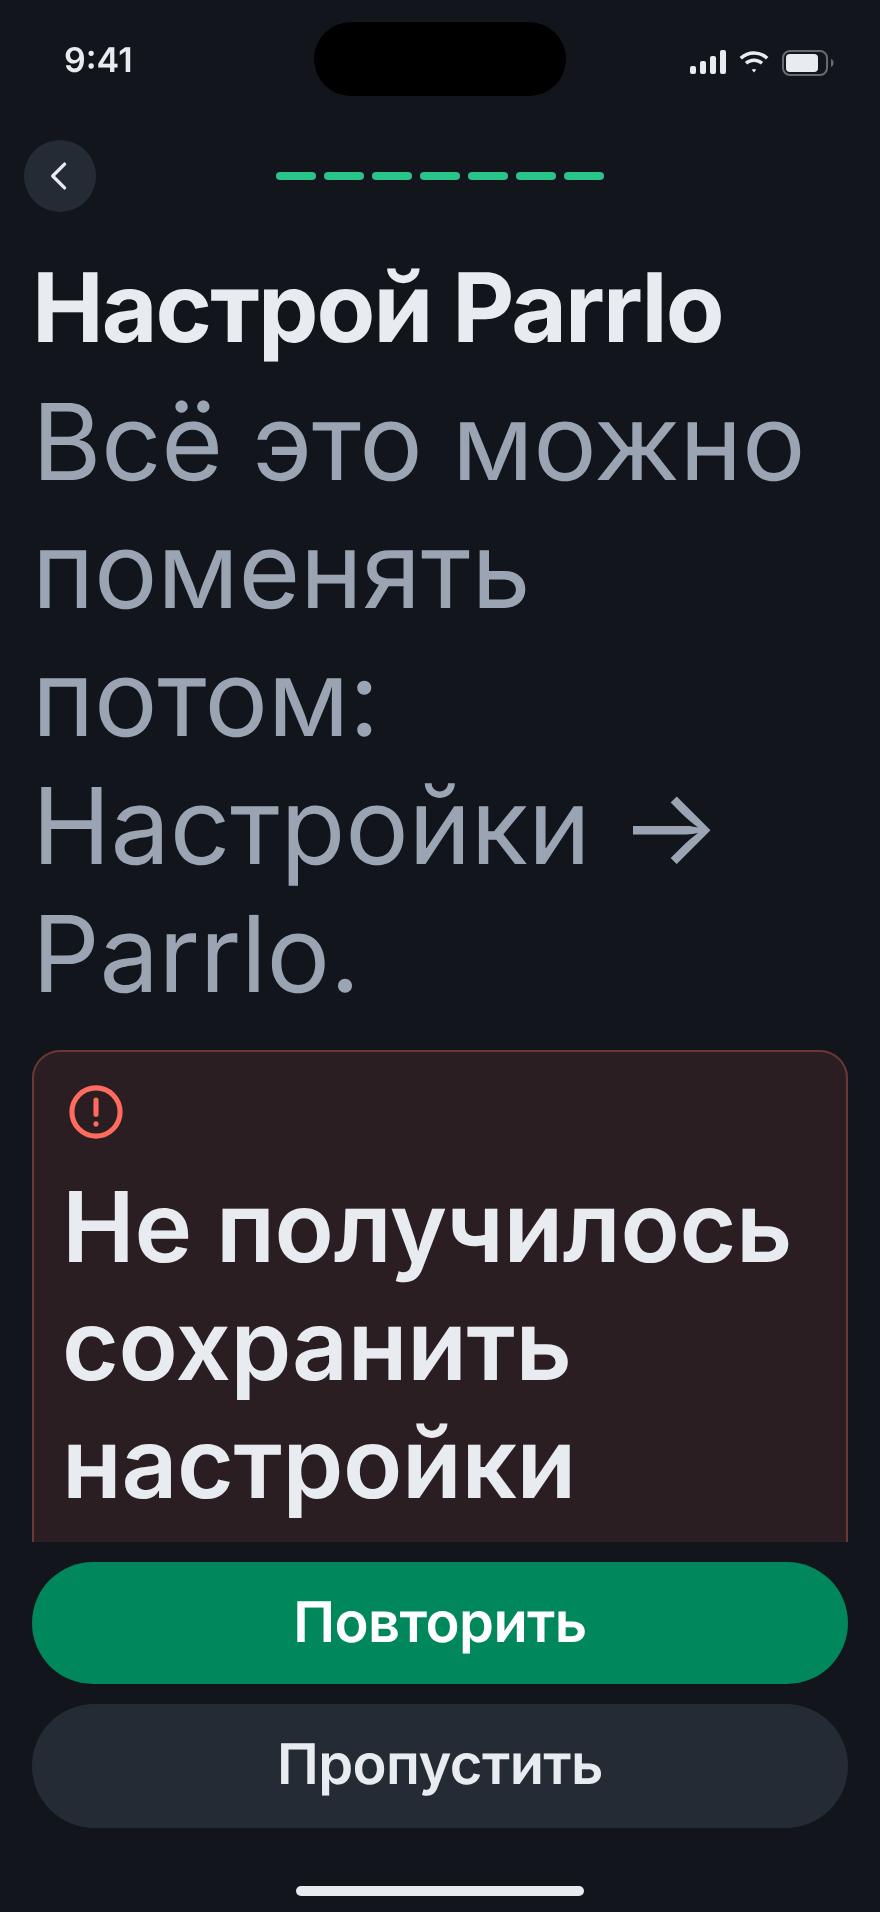 9:41
Настрой Parrlo
Всё это можно
поменять
потом:
Настройки →
Parrlo.
Не получилось
сохранить
настройки
Повторить
Пропустить